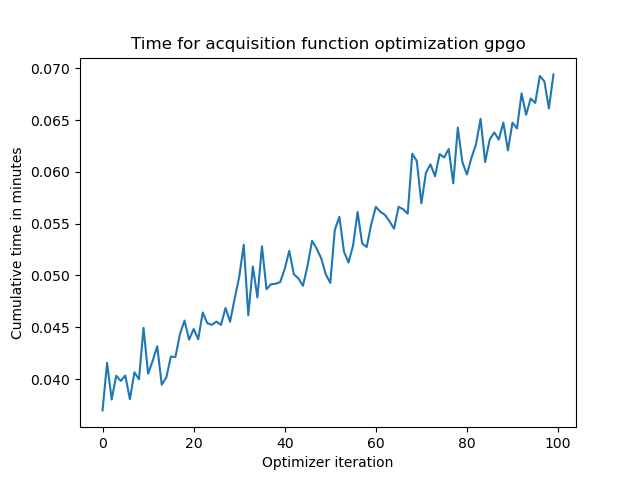 Time for acquisition function optimization gpgo
0.070
0.065
0.060
0.055
0.050
0.045
0.040
Cumulative time in minutes
0 20 40 60 80 100
Optimizer iteration